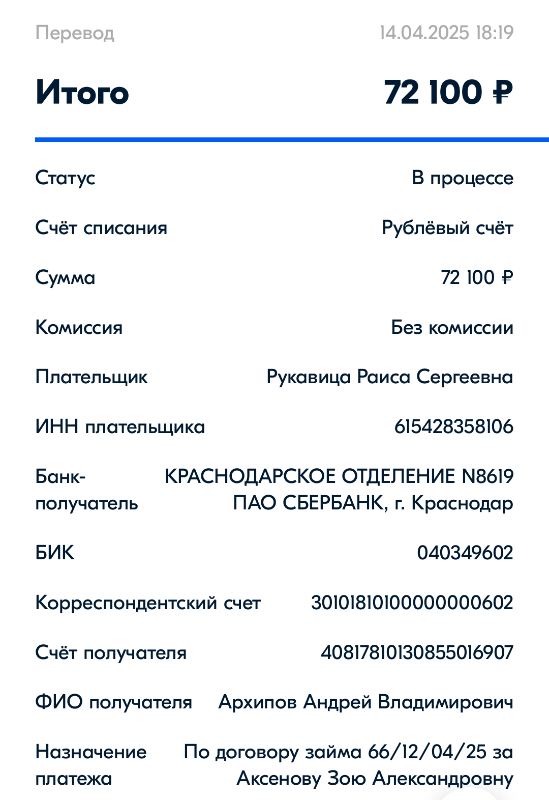 Перевод 14.04.2025 18:19
Итого 72 100 ₽
Статус В процессе
Счёт списания Рублёвый счёт
Сумма 72 100 ₽
Комиссия Без комиссии
Плательщик Рукавица Раиса Сергеевна
ИНН плательщика 615428358106
Банк- КРАСНОДАРСКОЕ ОТДЕЛЕНИЕ N8619
получатель ПАО СБЕРБАНК, г. Краснодар
БИК 040349602
Корреспондентский счет 30101810100000000602
Счёт получателя 40817810130855016907
ФИО получателя Архипов Андрей Владимирович
Назначение По договору займа 66/12/04/25 за
платежа Аксенову Зою Александровну